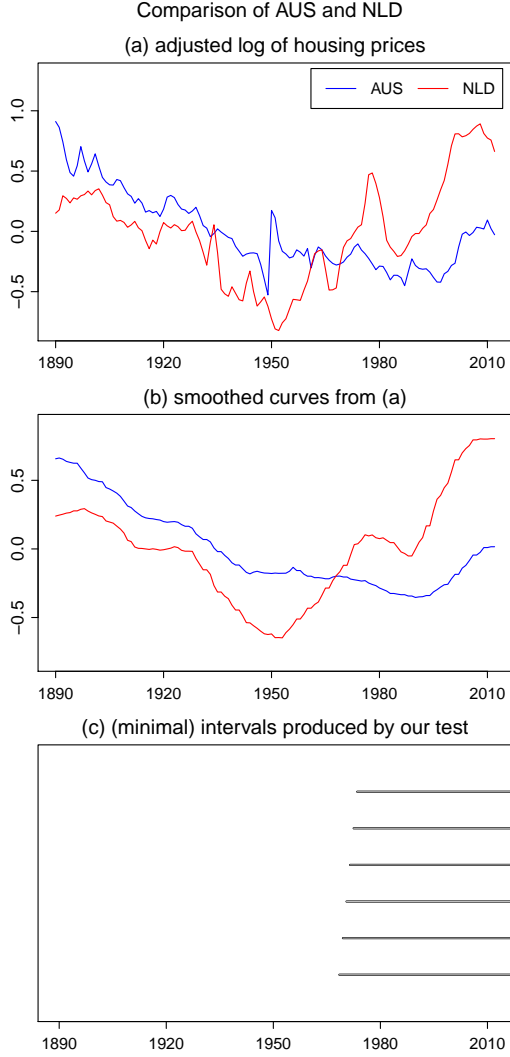 Comparison of AUS and NLD
(a) adjusted log of housing prices
AUS NLD
1.0
0.5
0.0
−0.5
1890 1920 1950 1980 2010
(b) smoothed curves from (a)
0.5
0.0
−0.5
1890 1920 1950 1980 2010
(c) (minimal) intervals produced by our test
1890 1920 1950 1980 2010